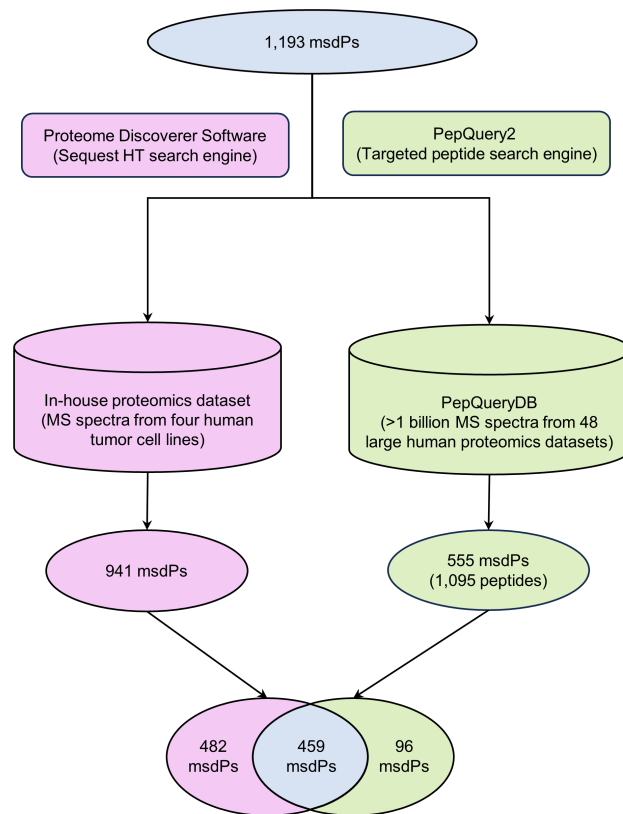 1,193 msdPs
Proteome Discoverer Software
(Sequest HT search engine)
PepQuery2
(Targeted peptide search engine)
In-house proteomics dataset
(MS spectra from four human
tumor cell lines)
PepQueryDB
(>1 billion MS spectra from 48
large human proteomics datasets)
941 msdPs
555 msdPs
(1,095 peptides)
482
msdPs
459
msdPs
96
msdPs